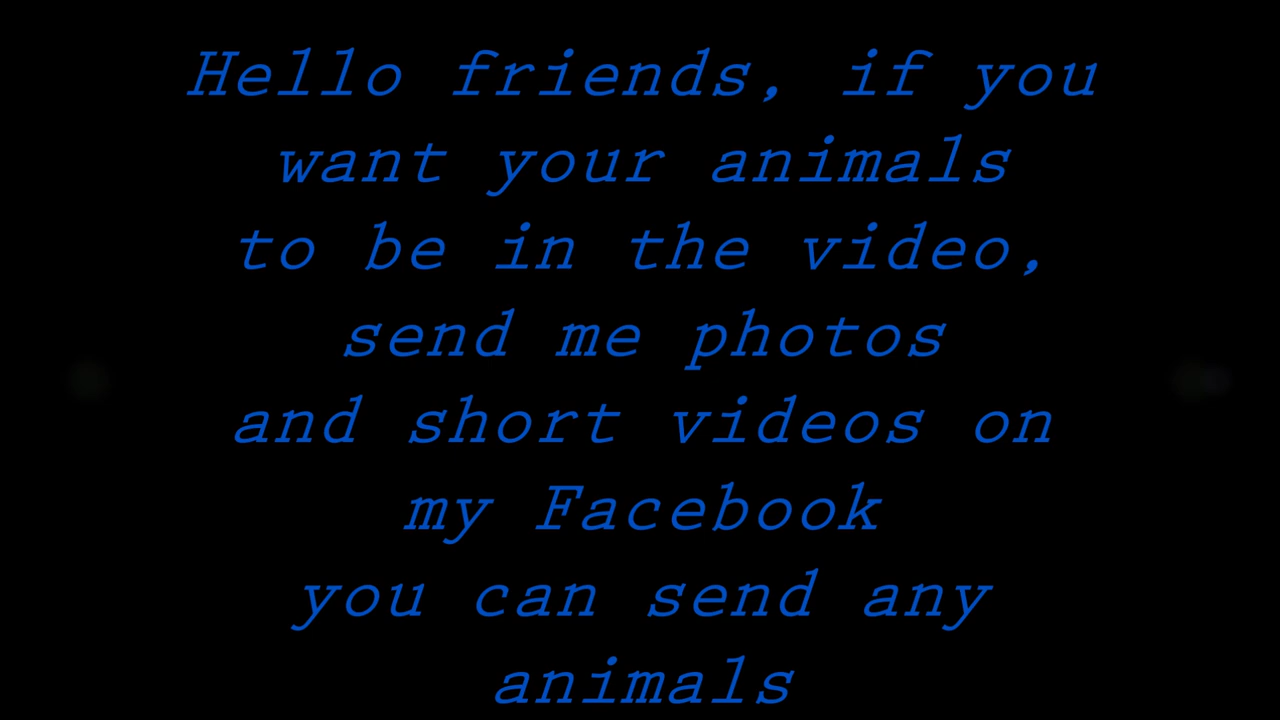 Hello friends, if you
want your animals
to be in the video,
send me photos
and short videos on
my Facebook
you can send any
animals